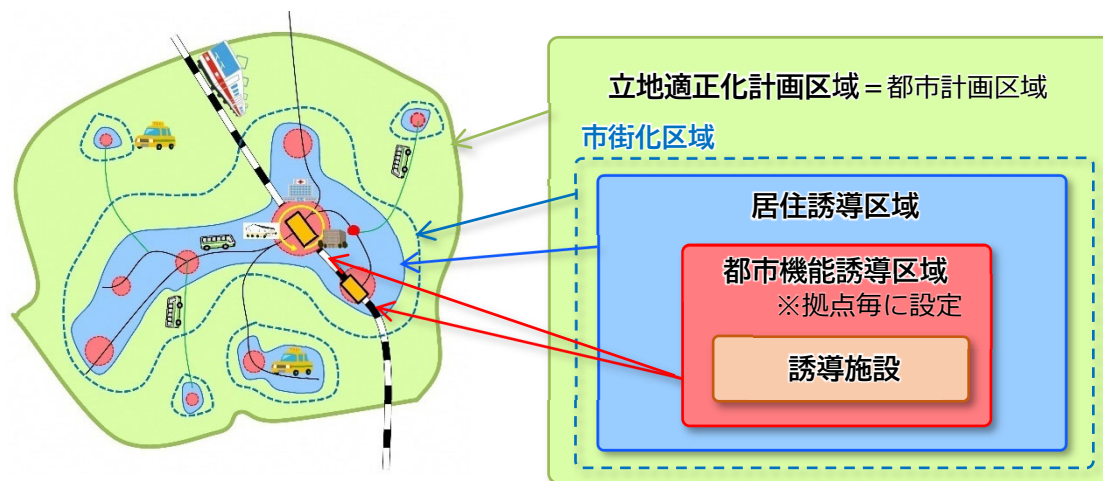 立地適正化計画区域＝都市計画区域
市街化区域
居住誘導区域
都市機能誘導区域
※拠点毎に設定
誘導施設